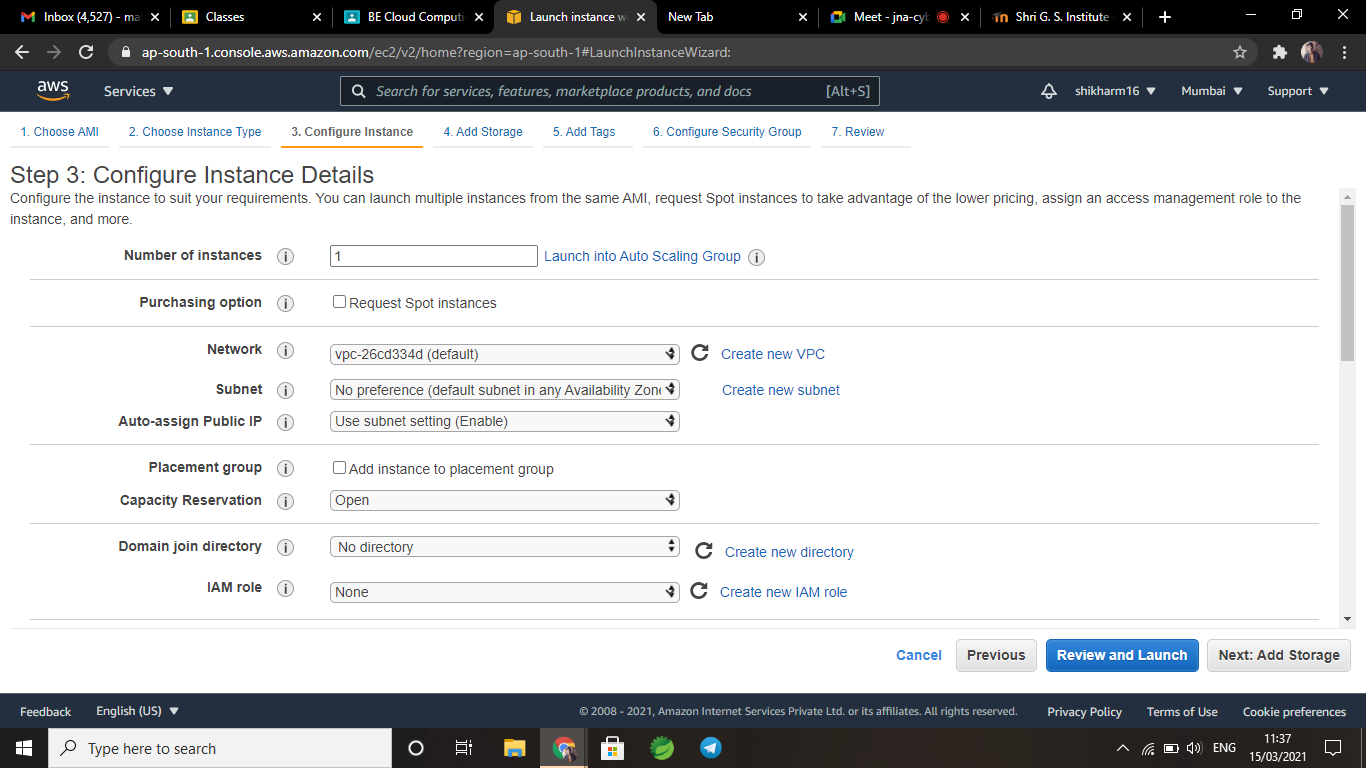 Inbox (4,527) - ma
Classes
BE Cloud Computi
Launch instance w
New Tab
Meet - jna-cyb
Shri G. S. Institute
ap-south-1.console.aws.amazon.com/ec2/v2/home?region=ap-south-1#LaunchInstanceWizard:
aws Services Search for services, features, marketplace products, and docs [Alt+S] shikharm16 Mumbai Support
1. Choose AMI 2. Choose Instance Type 3. Configure Instance 4. Add Storage 5. Add Tags 6. Configure Security Group 7. Review
Step 3: Configure Instance Details
Configure the instance to suit your requirements. You can launch multiple instances from the same AMI, request Spot instances to take advantage of the lower pricing, assign an access management role to the
instance, and more.
Number of instances i 1 Launch into Auto Scaling Group i
Purchasing option i Request Spot instances
Network i vpc-26cd334d (default) Create new VPC
Subnet i No preference (default subnet in any Availability Zone Create new subnet
Auto-assign Public IP i Use subnet setting (Enable)
Placement group i Add instance to placement group
Capacity Reservation i Open
Domain join directory i No directory Create new directory
IAM role i None Create new IAM role
Cancel Previous Review and Launch Next: Add Storage
Feedback English (US) © 2008 - 2021, Amazon Internet Services Private Ltd. or its affiliates. All rights reserved. Privacy Policy Terms of Use Cookie preferences
Type here to search ENG 11:37
15/03/2021